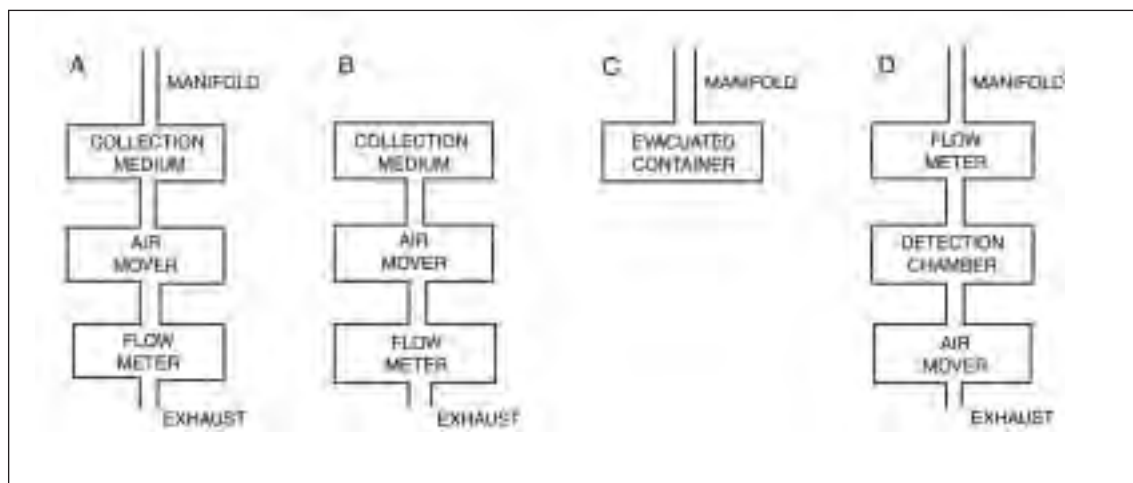 A
MANIFOLD
COLLECTION
MEDIUM
AIR
MOVER
FLOW
METER
EXHAUST
B
COLLECTION
MEDIUM
AIR
MOVER
FLOW
METER
EXHAUST
C
MANIFOLD
EVACUATED
CONTAINER
D
MANIFOLD
FLOW
METER
DETECTION
CHAMBER
AIR
MOVER
EXHAUST